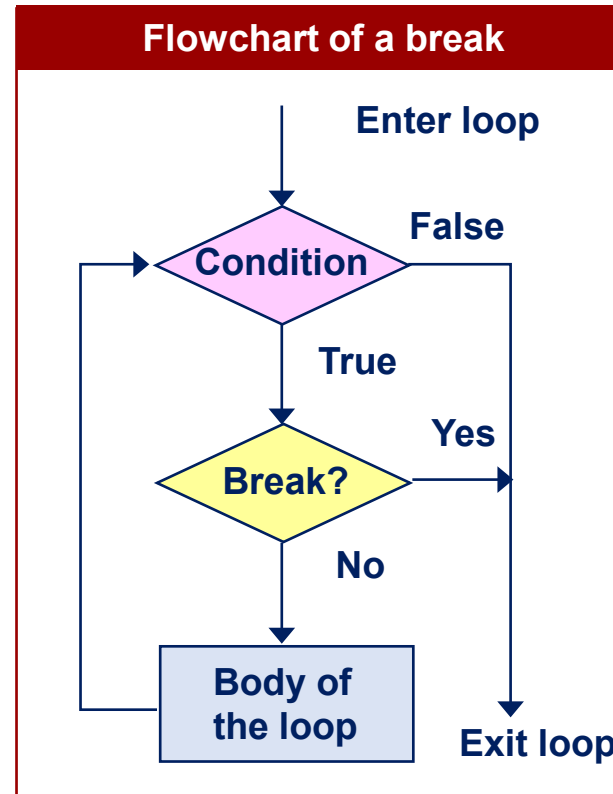 Flowchart of a break
Enter loop
False
Condition
True
Yes
Break?
No
Body of
the loop
Exit loop